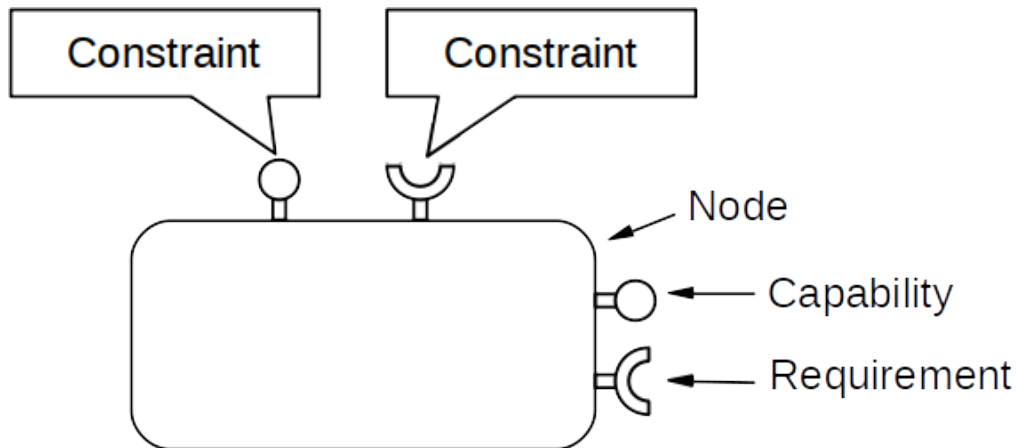 Constraint
Constraint
Node
Capability
Requirement